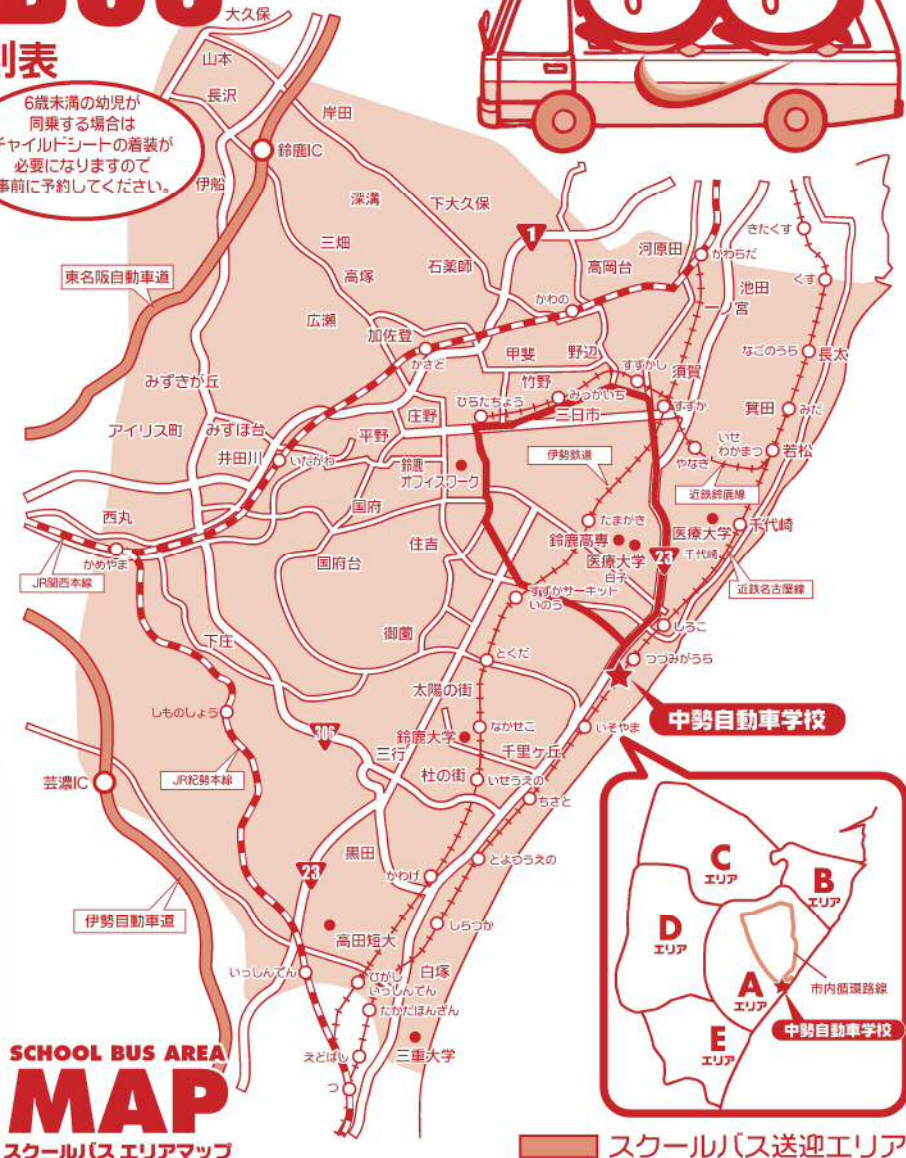 BUS
大久保
刻表
山本
長沢
岸田
6歳未満の幼児が
同乗する場合は
チャイルドシートの着装が
必要になりますので
事前に予約してください。
鈴鹿IC
伊船
深溝
下大久保
1
三畑
河原田
きたくす
かわらだ
東名阪自動車道
高塚
石薬師
高岡台
池田
くす
一ノ宮
かわの
広瀬
加佐登
かさど
甲斐
野辺
すずかし
須賀
なごのうら
長太
みずきが丘
竹野
みっかいち
ひらたちょう
三日市
すずか
箕田
みだ
アイリス町
みずほ台
庄野
平野
井田川
いだがわ
伊勢鉄道
やなぎ
いせ
わかまつ
若松
鈴鹿
オフィスワーク
近鉄鈴鹿線
国府
西丸
たまがき
鈴鹿高専
医療大学
千代崎
医療大学
白子
千代崎
23
かめやま
JR関西本線
国府台
住吉
すずかサーキット
いのう
近鉄名古屋線
しろこ
下庄
御薗
とくだ
つづみがうら
太陽の街
中勢自動車学校
しものしょう
306
鈴鹿大学
なかせこ
いそやま
三行
千里ヶ丘
芸濃IC
JR紀勢本線
杜の街
いせうえの
ちさと
黒田
とよつうえの
23
かわげ
伊勢自動車道
しらつか
高田短大
いっしんでん
白塚
ひがし
いっしんでん
たかだほんざん
えどばし
三重大学
つ
C
エリア
B
エリア
D
エリア
A
エリア
市内循環路線
中勢自動車学校
E
エリア
SCHOOL BUS AREA
MAP
スクールバス エリアマップ
スクールバス送迎エリア